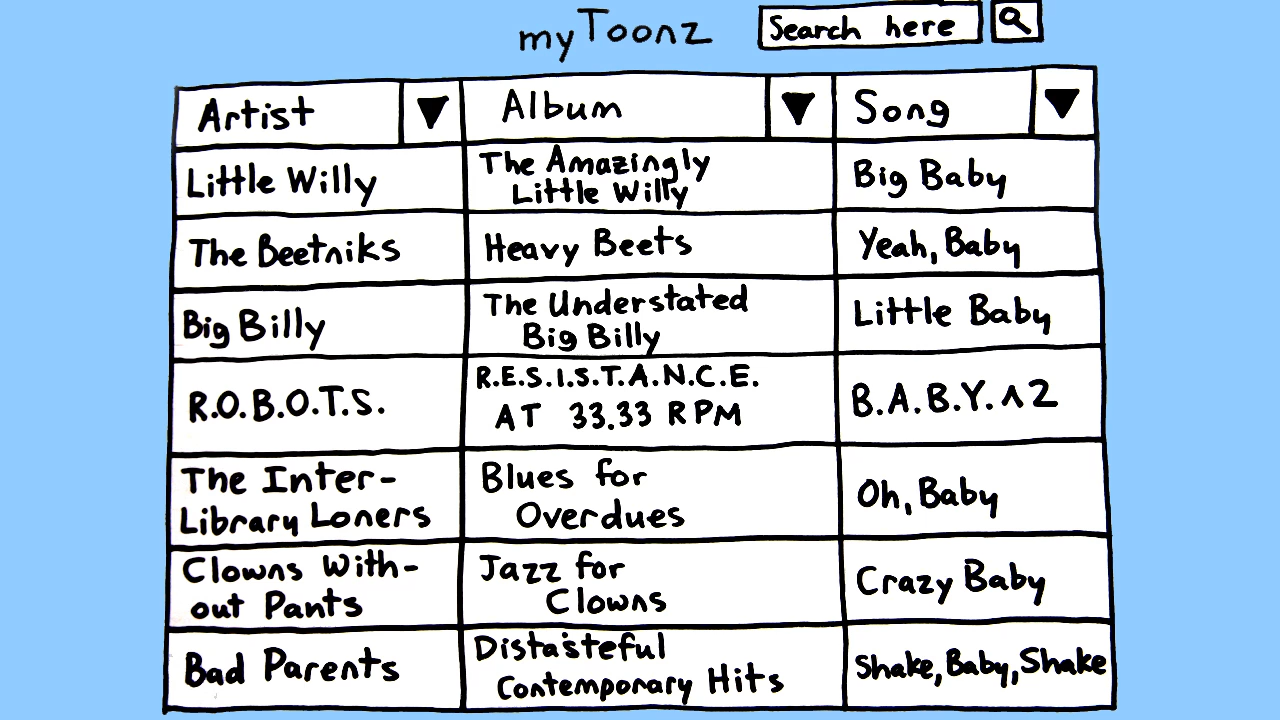 myToonz
Search here
Artist
Album
Song
Little Willy
The Amazingly
Little Willy
Big Baby
The Beetniks
Heavy Beets
Yeah, Baby
Big Billy
The Understated
Big Billy
Little Baby
R.O.B.O.T.S.
R.E.S.I.S.T.A.N.C.E.
AT 33.33 RPM
B.A.B.Y.^2
The Inter-
Library Loners
Blues for
Overdues
Oh, Baby
Clowns With-
out Pants
Jazz for
Clowns
Crazy Baby
Bad Parents
Distasteful
Contemporary Hits
Shake, Baby, Shake